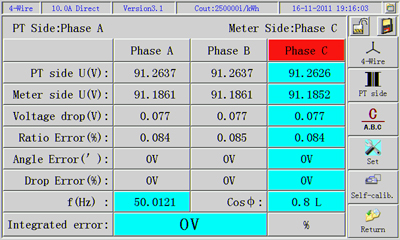 4-Wire 10.0A Direct Version3.1 Cout:250000i/kWh 16-11-2011 19:16:03
PT Side:Phase A Meter Side:Phase C
Phase A Phase B Phase C
PT side U(V): 91.2637 91.2637 91.2626
Meter side U(V): 91.1861 91.1861 91.1852
Voltage drop(V): 0.077 0.077 0.077
Ratio Error(%): 0.084 0.085 0.084
Angle Error('): 0V 0V 0V
Drop Error(%): 0V 0V 0V
f(Hz) : 50.0121 Cosφ: 0.8 L
Integrated error: 0V %
4-Wire
PT side
C
A.B.C
Set
Self-calib.
Return